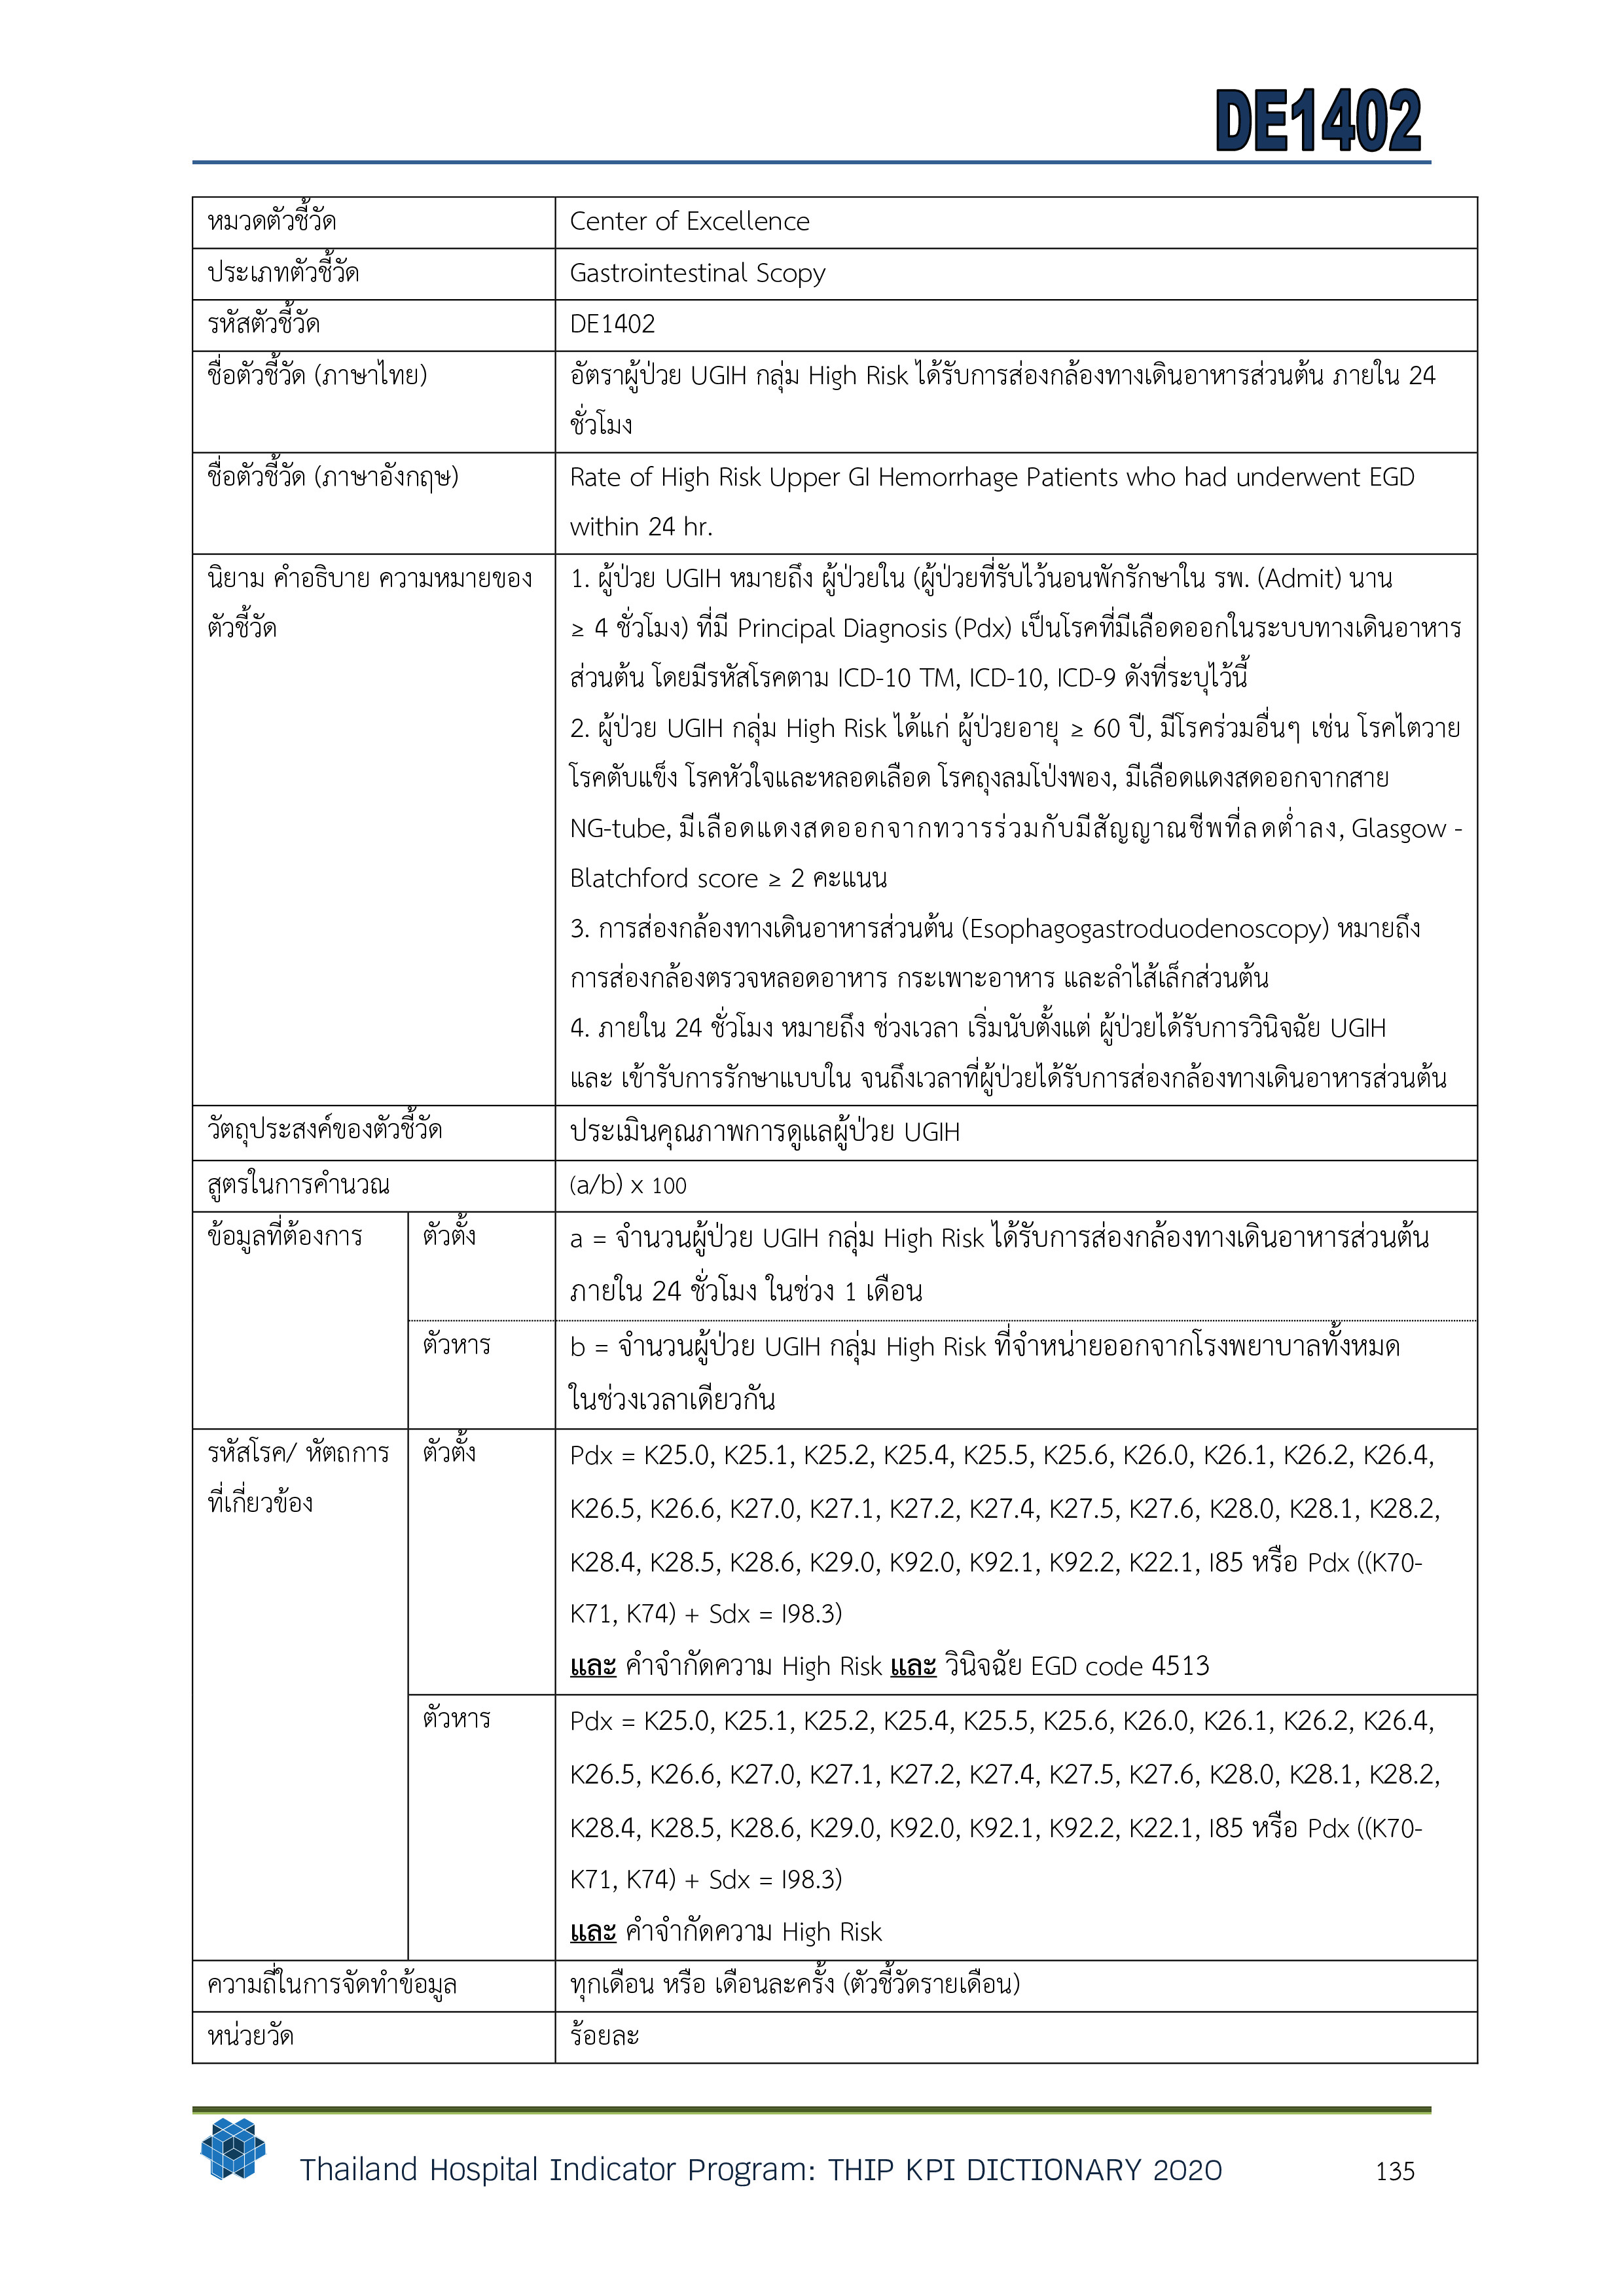 DE1402
หมวดตัวชี้วัด
Center of Excellence
ประเภทตัวชี้วัด
Gastrointestinal Scopy
รหัสตัวชี้วัด
DE1402
ชื่อตัวชี้วัด (ภาษาไทย)
อัตราผู้ป่วย UGIH กลุ่ม High Risk ได้รับการส่องกล้องทางเดินอาหารส่วนต้น ภายใน 24
ชั่วโมง
ชื่อตัวชี้วัด (ภาษาอังกฤษ)
Rate of High Risk Upper GI Hemorrhage Patients who had underwent EGD
within 24 hr.
นิยาม คำอธิบาย ความหมายของ
ตัวชี้วัด
1. ผู้ป่วย UGIH หมายถึง ผู้ป่วยใน (ผู้ป่วยที่รับไว้นอนพักรักษาใน รพ. (Admit) นาน
≥ 4 ชั่วโมง) ที่มี Principal Diagnosis (Pdx) เป็นโรคที่มีเลือดออกในระบบทางเดินอาหาร
ส่วนต้น โดยมีรหัสโรคตาม ICD-10 TM, ICD-10, ICD-9 ดังที่ระบุไว้นี้
2. ผู้ป่วย UGIH กลุ่ม High Risk ได้แก่ ผู้ป่วยอายุ ≥ 60 ปี, มีโรคร่วมอื่นๆ เช่น โรคไตวาย
โรคตับแข็ง โรคหัวใจและหลอดเลือด โรคถุงลมโป่งพอง, มีเลือดแดงสดออกจากสาย
NG-tube, มีเลือดแดงสดออกจากทวารร่วมกับมีสัญญาณชีพที่ลดต่ำลง, Glasgow -
Blatchford score ≥ 2 คะแนน
3. การส่องกล้องทางเดินอาหารส่วนต้น (Esophagogastroduodenoscopy) หมายถึง
การส่องกล้องตรวจหลอดอาหาร กระเพาะอาหาร และลำไส้เล็กส่วนต้น
4. ภายใน 24 ชั่วโมง หมายถึง ช่วงเวลา เริ่มนับตั้งแต่ ผู้ป่วยได้รับการวินิจฉัย UGIH
และ เข้ารับการรักษาแบบใน จนถึงเวลาที่ผู้ป่วยได้รับการส่องกล้องทางเดินอาหารส่วนต้น
วัตถุประสงค์ของตัวชี้วัด
ประเมินคุณภาพการดูแลผู้ป่วย UGIH
สูตรในการคำนวณ
(a/b) x 100
ข้อมูลที่ต้องการ
ตัวตั้ง
a = จำนวนผู้ป่วย UGIH กลุ่ม High Risk ได้รับการส่องกล้องทางเดินอาหารส่วนต้น
ภายใน 24 ชั่วโมง ในช่วง 1 เดือน
ตัวหาร
b = จำนวนผู้ป่วย UGIH กลุ่ม High Risk ที่จำหน่ายออกจากโรงพยาบาลทั้งหมด
ในช่วงเวลาเดียวกัน
รหัสโรค/ หัตถการ
ที่เกี่ยวข้อง
ตัวตั้ง
Pdx = K25.0, K25.1, K25.2, K25.4, K25.5, K25.6, K26.0, K26.1, K26.2, K26.4,
K26.5, K26.6, K27.0, K27.1, K27.2, K27.4, K27.5, K27.6, K28.0, K28.1, K28.2,
K28.4, K28.5, K28.6, K29.0, K92.0, K92.1, K92.2, K22.1, I85 หรือ Pdx ((K70-
K71, K74) + Sdx = I98.3)
และ คำจำกัดความ High Risk และ วินิจฉัย EGD code 4513
ตัวหาร
Pdx = K25.0, K25.1, K25.2, K25.4, K25.5, K25.6, K26.0, K26.1, K26.2, K26.4,
K26.5, K26.6, K27.0, K27.1, K27.2, K27.4, K27.5, K27.6, K28.0, K28.1, K28.2,
K28.4, K28.5, K28.6, K29.0, K92.0, K92.1, K92.2, K22.1, I85 หรือ Pdx ((K70-
K71, K74) + Sdx = I98.3)
และ คำจำกัดความ High Risk
ความถี่ในการจัดทำข้อมูล
ทุกเดือน หรือ เดือนละครั้ง (ตัวชี้วัดรายเดือน)
หน่วยวัด
ร้อยละ
Thailand Hospital Indicator Program: THIP KPI DICTIONARY 2020
135